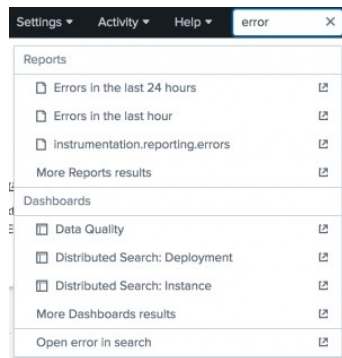 Settings Activity Help error
Reports
Errors in the last 24 hours
Errors in the last hour
instrumentation.reporting.errors
More Reports results
Dashboards
Data Quality
Distributed Search: Deployment
Distributed Search: Instance
More Dashboards results
Open error in search